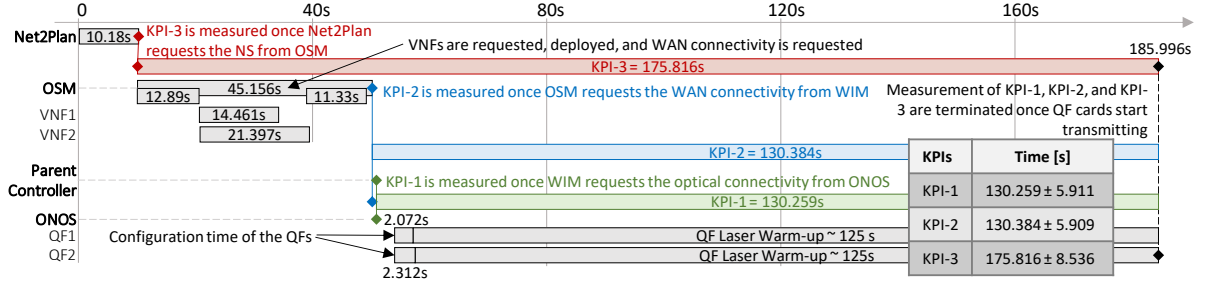 0
40s
80s
120s
160s
Net2Plan
10.18s
KPI-3 is measured once Net2Plan
requests the NS from OSM
VNFs are requested, deployed, and WAN connectivity is requested
185.996s
KPI-3 = 175.816s
OSM
45.156s
12.89s
11.33s
KPI-2 is measured once OSM requests the WAN connectivity from WIM
Measurement of KPI-1, KPI-2, and KPI-
3 are terminated once QF cards start
transmitting
VNF1
14.461s
VNF2
21.397s
KPI-2 = 130.384s
Parent
Controller
KPI-1 is measured once WIM requests the optical connectivity from ONOS
KPI-1 = 130.259s
ONOS
2.072s
QF1
Configuration time of the QFs
QF Laser Warm-up ~ 125 s
QF2
QF Laser Warm-up ~ 125s
2.312s
KPIs Time [s]
KPI-1 130.259 ± 5.911
KPI-2 130.384 ± 5.909
KPI-3 175.816 ± 8.536